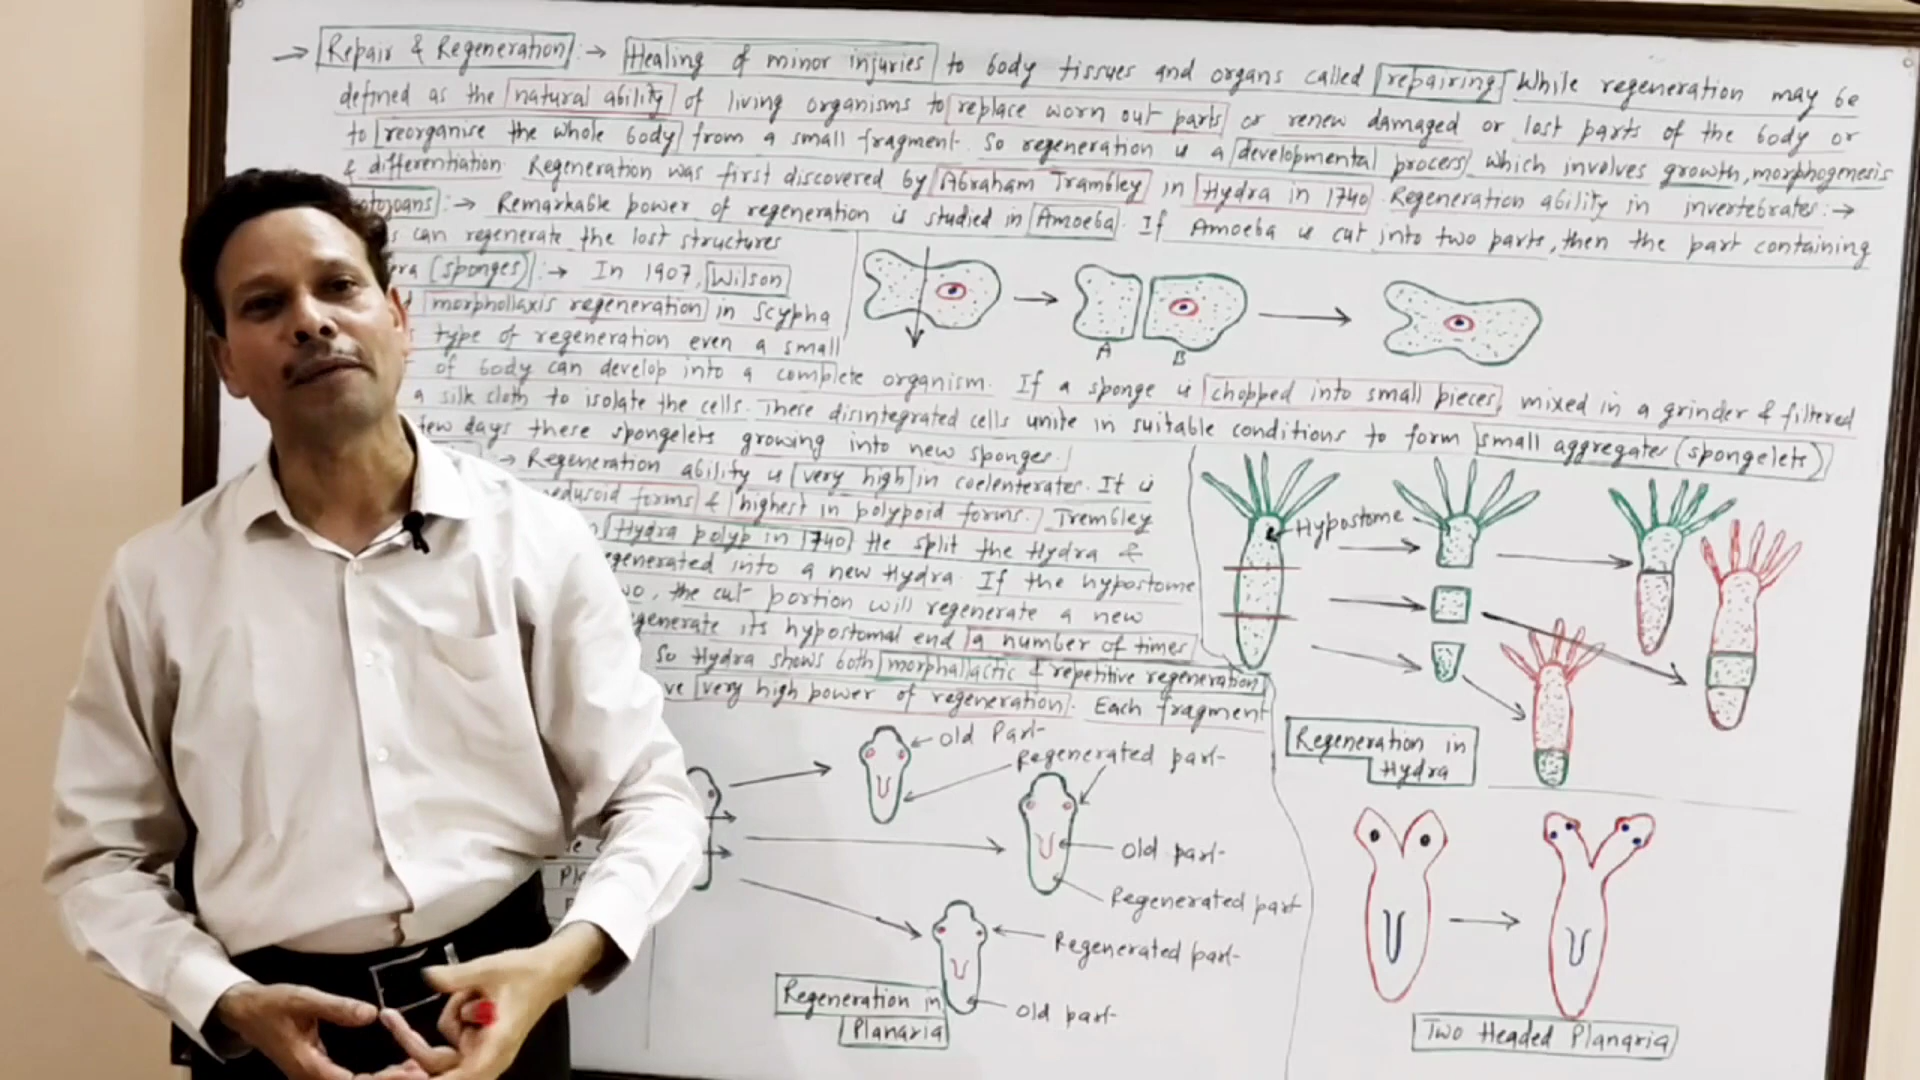 → Repair & Regeneration :→ Healing of minor injuries to body tissues and organs called repairing While regeneration may be
defined as the natural ability of living organisms to replace worn out parts or renew damaged or lost parts of the body or
to reorganise the whole body from a small fragment. So regeneration is a developmental process which involves growth, morphogenesis
& differentiation. Regeneration was first discovered by Abraham Trambley in Hydra in 1740. Regeneration ability in invertebrates:→
:→ Remarkable power of regeneration is studied in Amoeba. If Amoeba is cut into two parts, then the part containing
can regenerate the lost structures
(sponges) :→ In 1907, Wilson
morphollaxis regeneration in Scypha
type of regeneration even a small
of body can develop into a complete organism. If a sponge is chopped into small pieces, mixed in a grinder & filtered
a silk cloth to isolate the cells. These disintegrated cells unite in suitable conditions to form small aggregates (spongelets)
few days these spongelets growing into new sponges.
→ Regeneration ability is very high in coelenterates. It is
forms & highest in polypoid forms. Trembley
Hydra polyp in 1740 He split the Hydra &
into a new Hydra. If the hypostome
the cut portion will regenerate a new
its hypostomal end a number of times
So Hydra shows both morphallactic & repetitive regeneration
very high power of regeneration. Each fragment
A
B
Hypostome
Regeneration in
Hydra
Old Part
Regenerated part
Old part
Regenerated part
Regenerated part
Old part
Regeneration in
Planaria
Two Headed Planaria